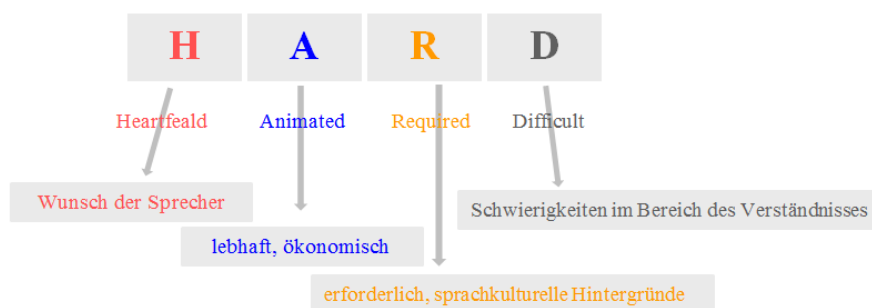 H A R D
Heartfeald Animated Required Difficult
Wunsch der Sprecher
Schwierigkeiten im Bereich des Verständnisses
lebhaft, ökonomisch
erforderlich, sprachkulturelle Hintergründe